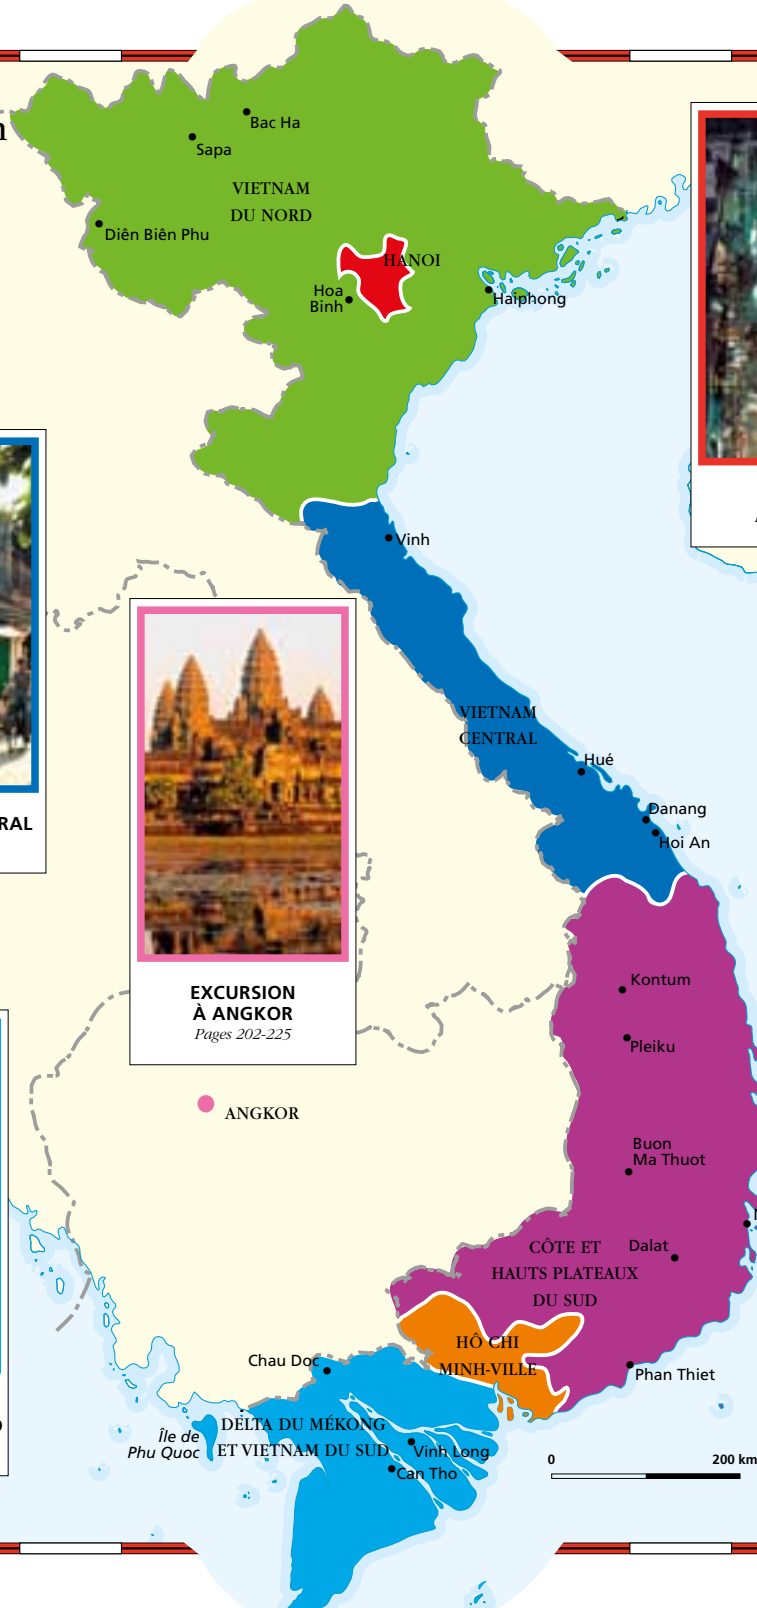 Bac Ha
Sapa
VIETNAM
DU NORD
Diên Biên Phu
HANOI
Hoa
Binh
Haiphong
Vinh
VIETNAM
CENTRAL
Hué
Danang
Hoi An
RAL
EXCURSION
À ANGKOR
Pages 202-225
Kontum
Pleiku
ANGKOR
Buon
Ma Thuot
CÔTE ET
HAUTS PLATEAUX
DU SUD
Dalat
HÔ CHI
MINH-VILLE
Chau Doc
Phan Thiet
Île de
Phu Quoc
DELTA DU MÉKONG
ET VIETNAM DU SUD
Vinh Long
Can Tho
0 200 km